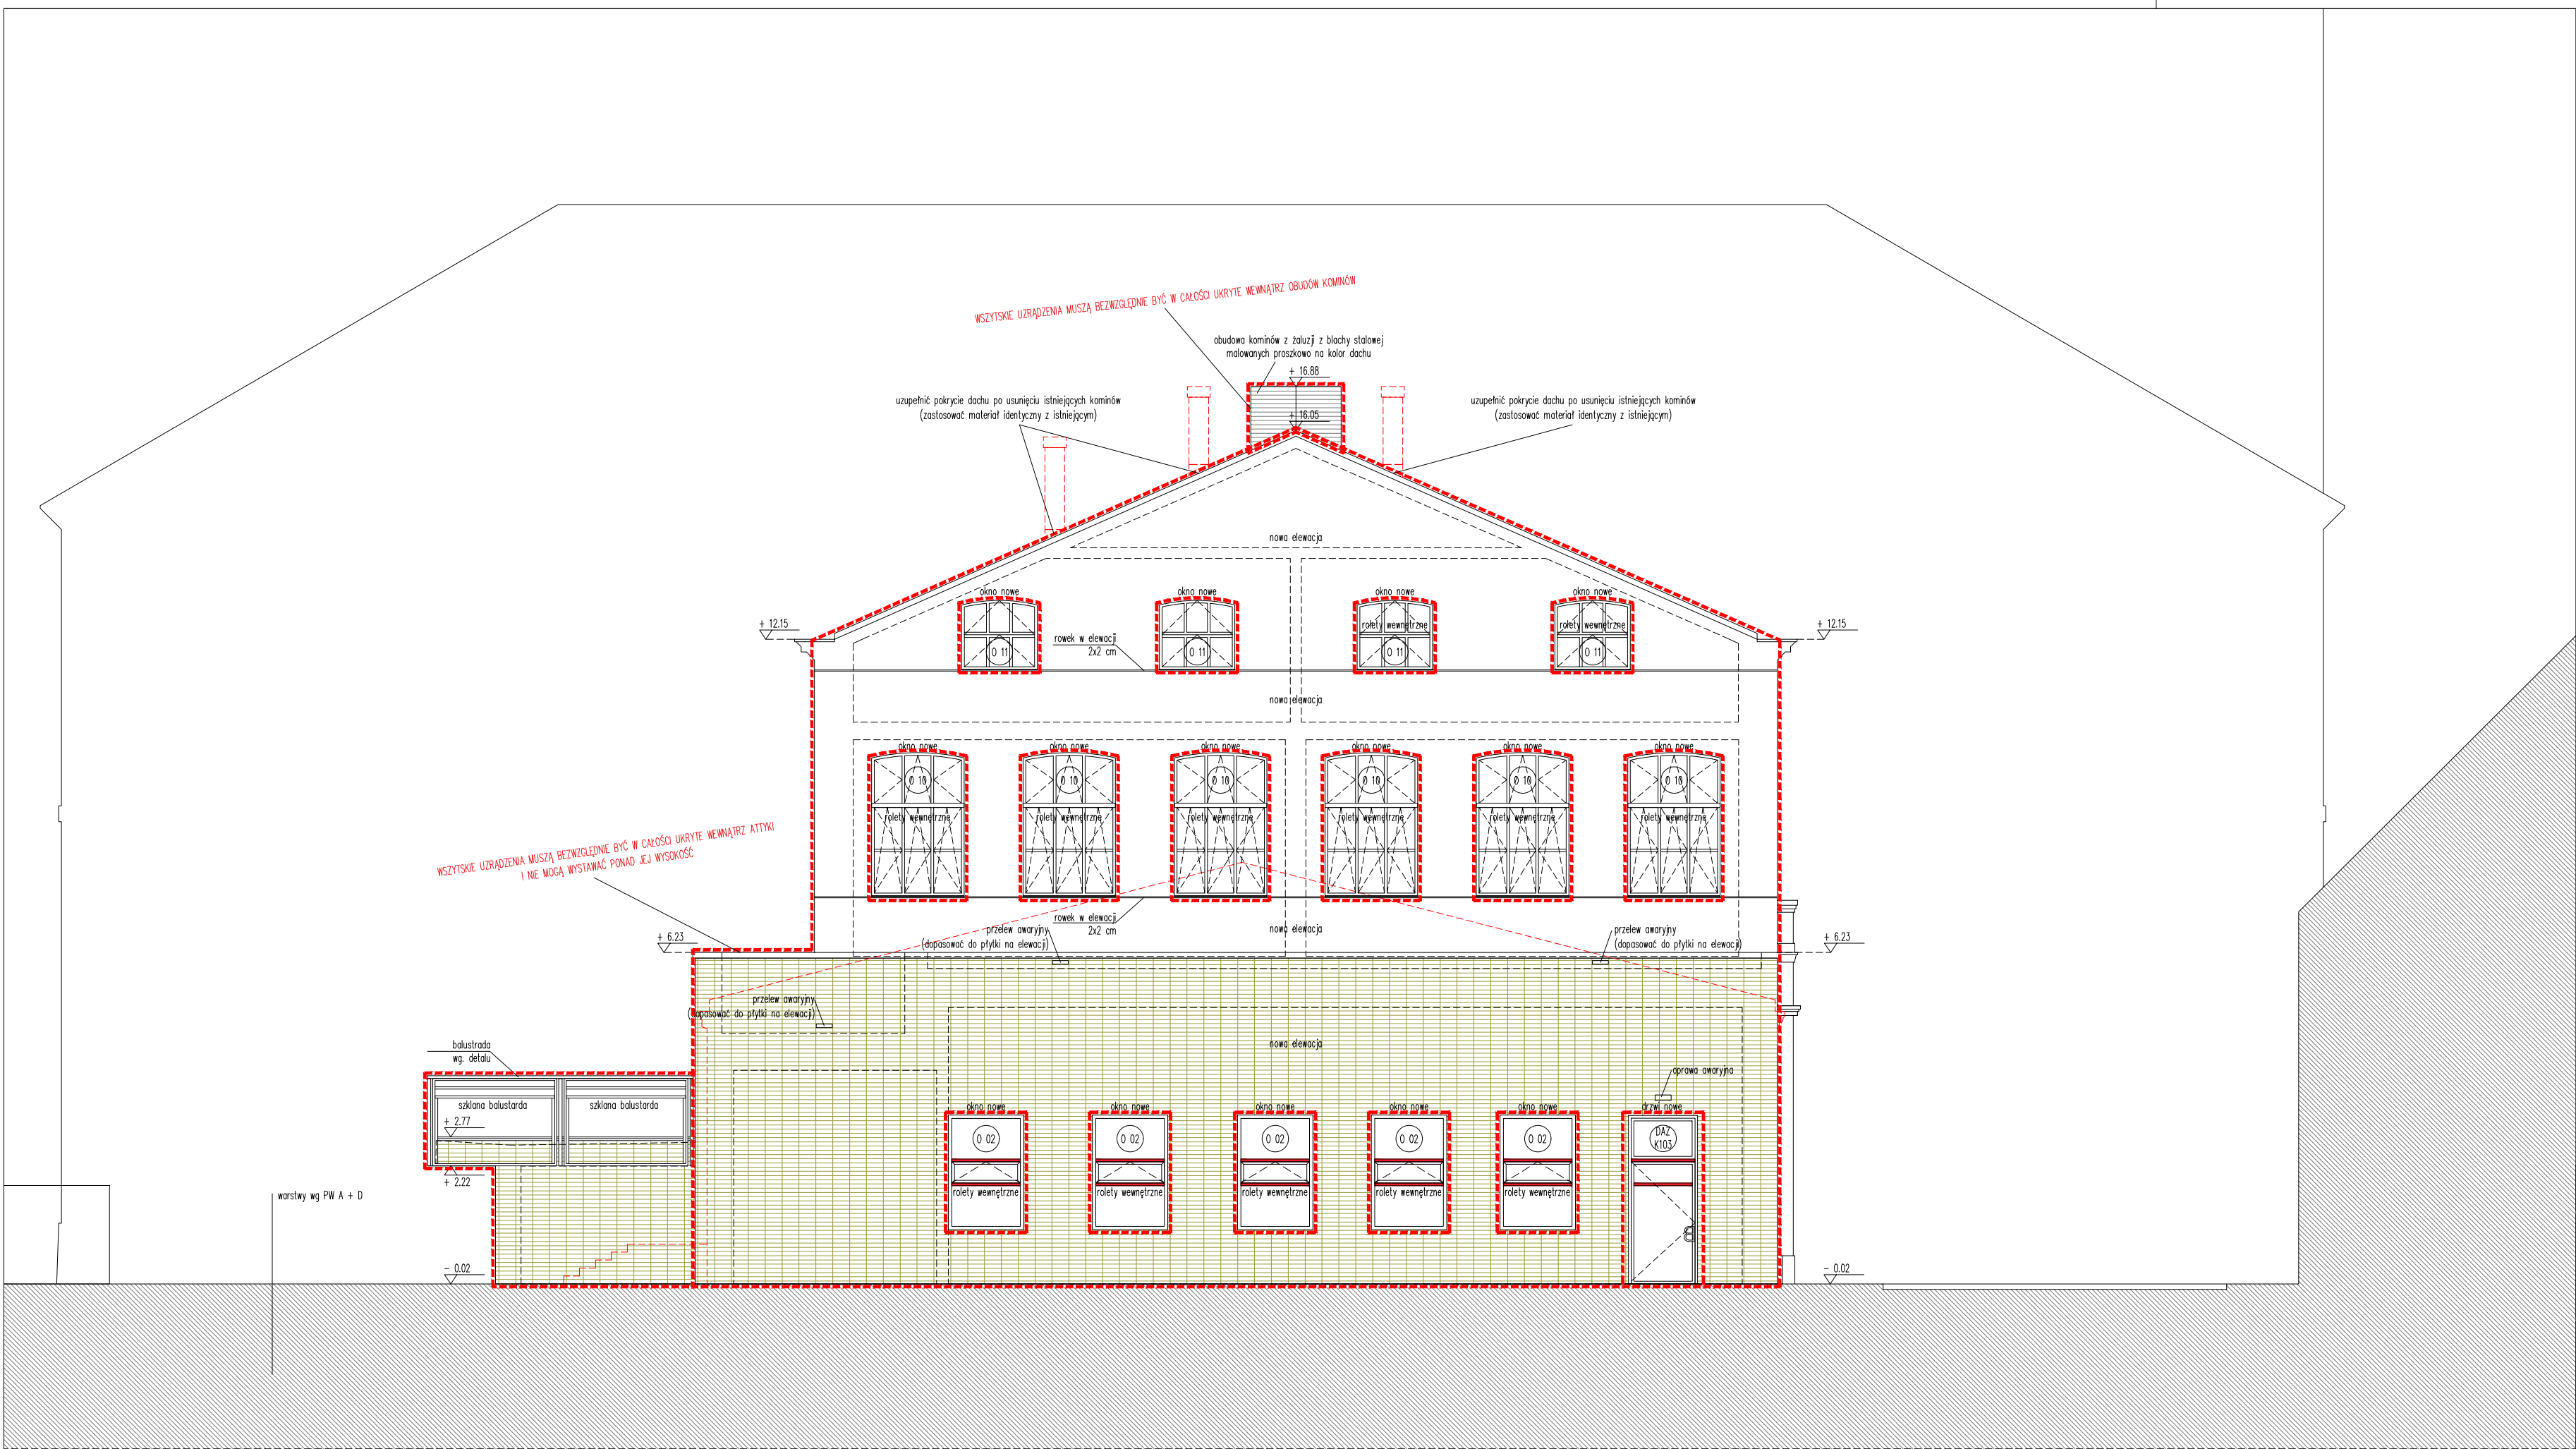 WSZYTSKIE UZRĄDZENIA MUSZĄ BEZWZGLĘDNIE BYĆ W CAŁOŚCI UKRYTE WEWNĄTRZ OBUDÓW KOMINÓW
obudowa kominów z żaluzji z blachy stalowej
malowanych proszkowo na kolor dachu
+ 16.88
uzupełnić pokrycie dachu po usunięciu istniejących kominów
(zastosować materiał identyczny z istniejącym)
+ 16.05
uzupełnić pokrycie dachu po usunięciu istniejących kominów
(zastosować materiał identyczny z istniejącym)
nowa elewacja
okno nowe
okno nowe
okno nowe
okno nowe
+ 12.15
rolety wewnętrzne
rolety wewnętrzne
+ 12.15
rowek w elewacji
2x2 cm
O 11
O 11
O 11
O 11
nowa elewacja
okno nowe
okno nowe
okno nowe
okno nowe
okno nowe
okno nowe
O 10
O 10
O 10
O 10
O 10
O 10
rolety wewnętrzne
rolety wewnętrzne
rolety wewnętrzne
rolety wewnętrzne
rolety wewnętrzne
rolety wewnętrzne
WSZYTSKIE UZRĄDZENIA MUSZĄ BEZWZGLĘDNIE BYĆ W CAŁOŚCI UKRYTE WEWNĄTRZ ATTYKI
I NIE MOGĄ WYSTAWAĆ PONAD JEJ WYSOKOŚĆ
rowek w elewacji
2x2 cm
+ 6.23
przelew awaryjny
(dopasować do płytki na elewacji)
nowa elewacja
przelew awaryjny
(dopasować do płytki na elewacji)
+ 6.23
przelew awaryjny
(dopasować do płytki na elewacji)
balustrada
wg. detalu
nowa elewacja
oprawa awaryjna
szklana balustarda
szklana balustarda
okno nowe
okno nowe
okno nowe
okno nowe
okno nowe
drzwi nowe
+ 2.77
O 02
O 02
O 02
O 02
O 02
DAZ
K103
+ 2.22
rolety wewnętrzne
rolety wewnętrzne
rolety wewnętrzne
rolety wewnętrzne
rolety wewnętrzne
warstwy wg PW A + D
- 0.02
- 0.02